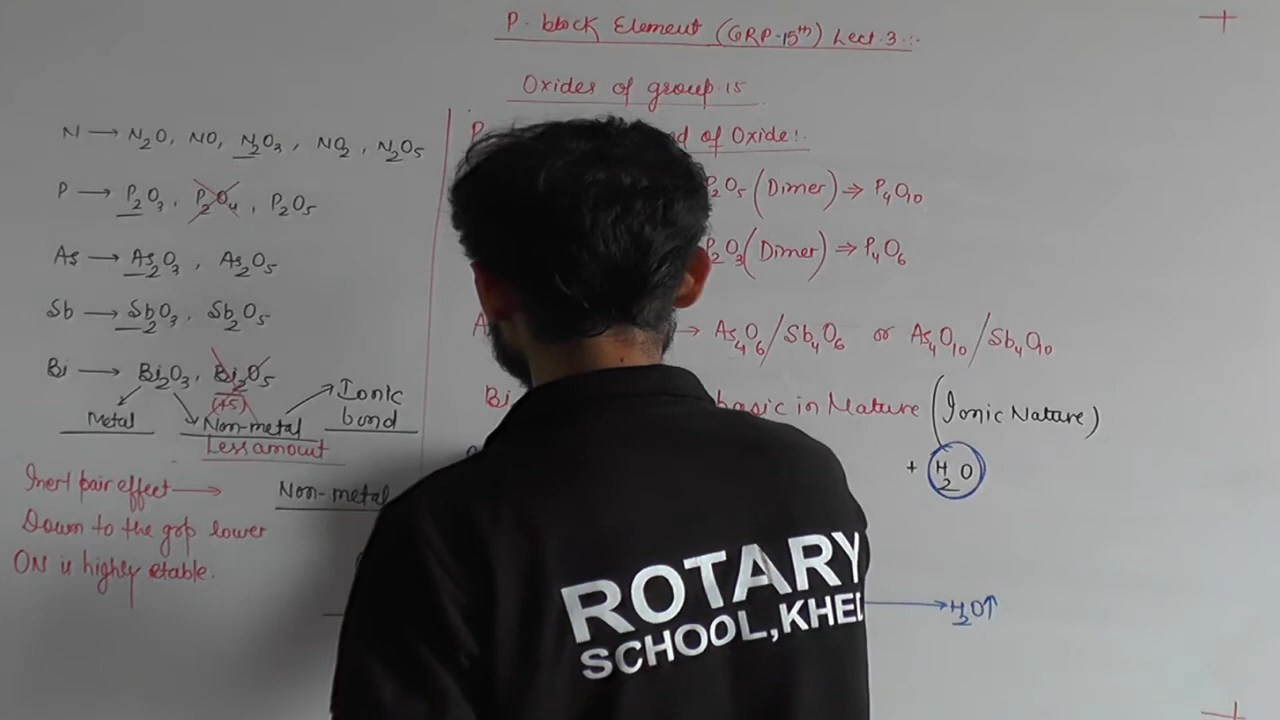 P. block Element (GRP-15th) Lect.3:-
Oxides of group.15
N → N2O, NO, N2O3, NO2, N2O5
P → P2O3, P2O4, P2O5
As → As2O3, As2O5
Sb → Sb2O3, Sb2O5
Bi → Bi2O3, Bi2O5
(+5)
Metal
Non-metal
Ionic
bond
Less amout
Inert pair effect → Non-metal
Down to the grp lower
ON is highly stable.
of Oxide:-
P2O5 (Dimer) ⇒ P4O10
P2O3 (Dimer) ⇒ P4O6
→ As4O6/Sb4O6 or As4O10/Sb4O10
Bi basic in Nature (Ionic Nature)
+ H2O
→ H2O↑
ROTARY
SCHOOL, KHE